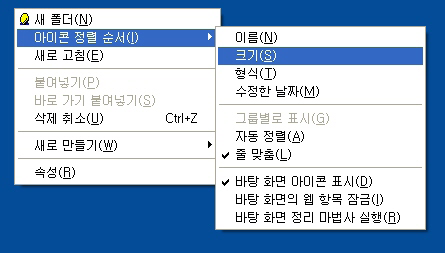 새 폴더(N)
아이콘 정렬 순서(I)
새로 고침(E)
붙여넣기(P)
바로 가기 붙여넣기(S)
삭제 취소(U) Ctrl+Z
새로 만들기(W)
속성(R)
이름(N)
크기(S)
형식(T)
수정한 날짜(M)
그룹별로 표시(G)
자동 정렬(A)
줄 맞춤(L)
바탕 화면 아이콘 표시(D)
바탕 화면의 웹 항목 잠금(I)
바탕 화면 정리 마법사 실행(R)